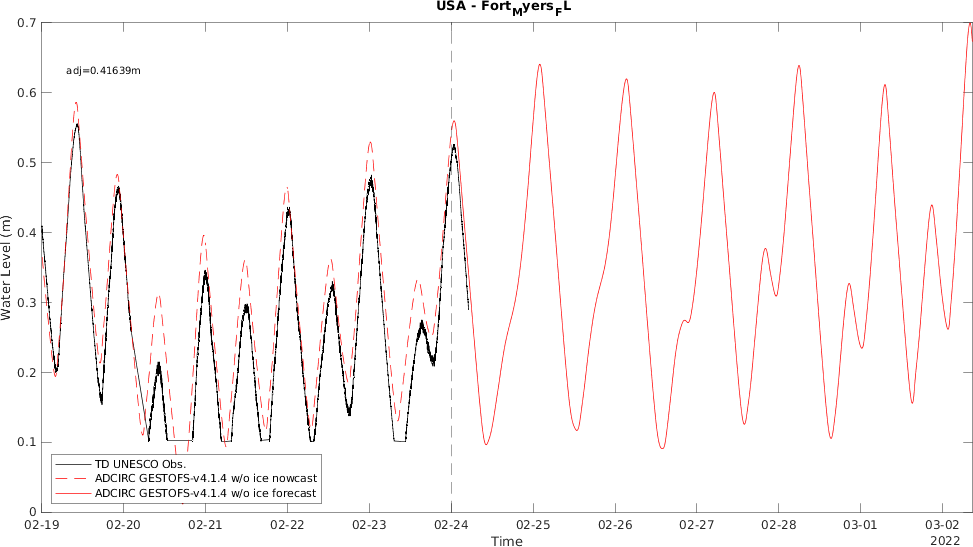 USA - FortMyersFL
adj=0.41639m
0.7
0.6
0.5
0.4
0.3
0.2
0.1
0
Water Level (m)
TD UNESCO Obs.
ADCIRC GESTOFS-v4.1.4 w/o ice nowcast
ADCIRC GESTOFS-v4.1.4 w/o ice forecast
02-19 02-20 02-21 02-22 02-23 02-24 02-25 02-26 02-27 02-28 03-01 03-02
Time
2022